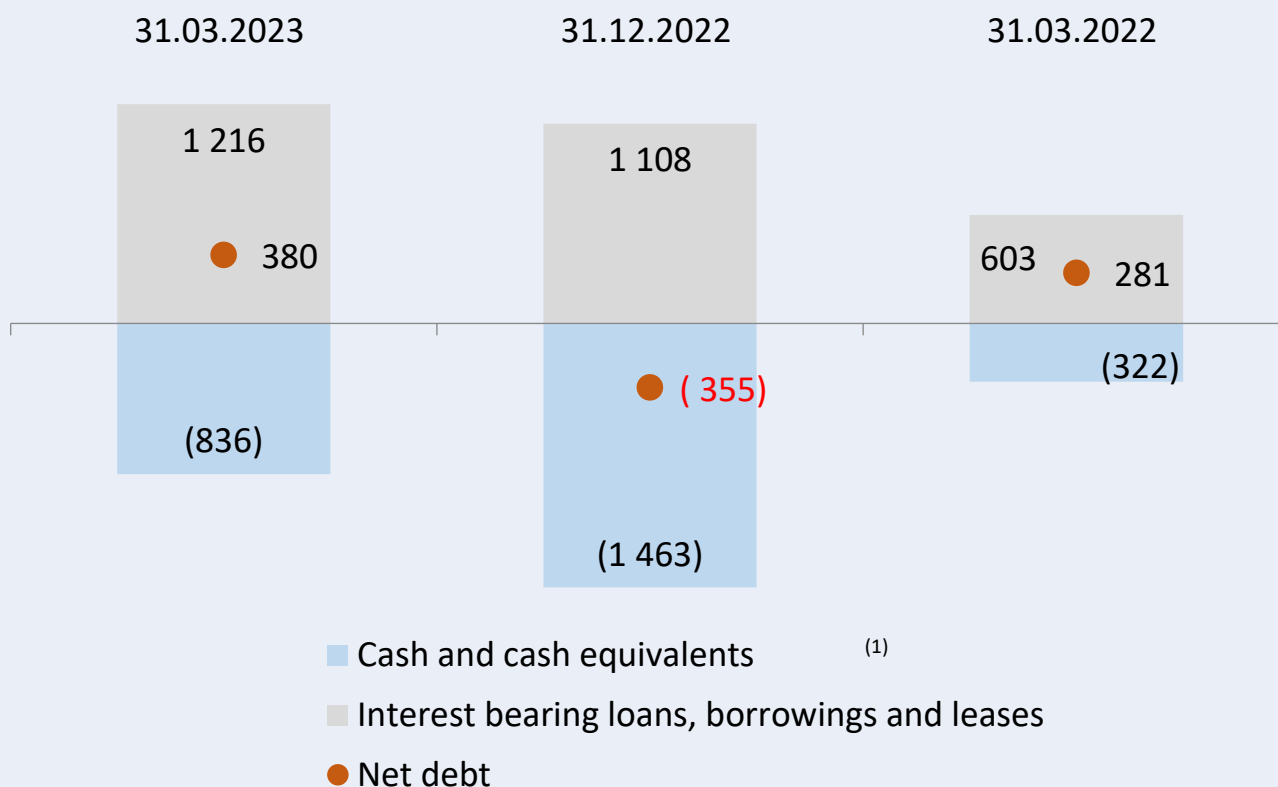 31.03.2023 31.12.2022 31.03.2022
1 216
1 108
380
603
281
(322)
( 355)
(836)
(1 463)
Cash and cash equivalents (1)
Interest bearing loans, borrowings and leases
Net debt